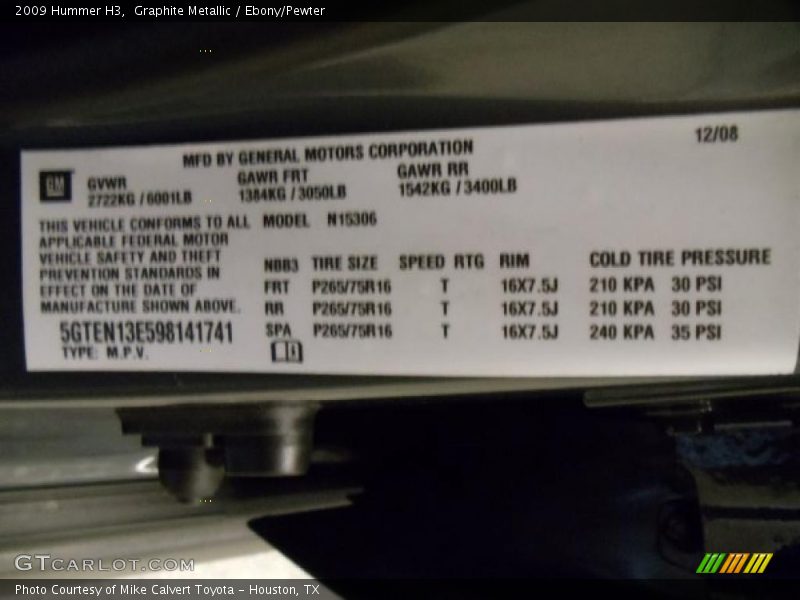 2009 Hummer H3,  Graphite Metallic / Ebony/Pewter
12/08
MFD BY GENERAL MOTORS CORPORATION
GM GVWR GAWR FRT GAWR RR
2722KG / 6001LB 1384KG / 3050LB 1542KG / 3400LB
THIS VEHICLE CONFORMS TO ALL MODEL N15306
APPLICABLE FEDERAL MOTOR
VEHICLE SAFETY AND THEFT
PREVENTION STANDARDS IN
EFFECT ON THE DATE OF
MANUFACTURE SHOWN ABOVE.
5GTEN13E598141741
TYPE: M.P.V.
NBB3 TIRE SIZE SPEED RTG RIM COLD TIRE PRESSURE
FRT P265/75R16 T 16X7.5J 210 KPA 30 PSI
RR P265/75R16 T 16X7.5J 210 KPA 30 PSI
SPA P265/75R16 T 16X7.5J 240 KPA 35 PSI
GTCARLOT.COM
Photo Courtesy of Mike Calvert Toyota - Houston, TX